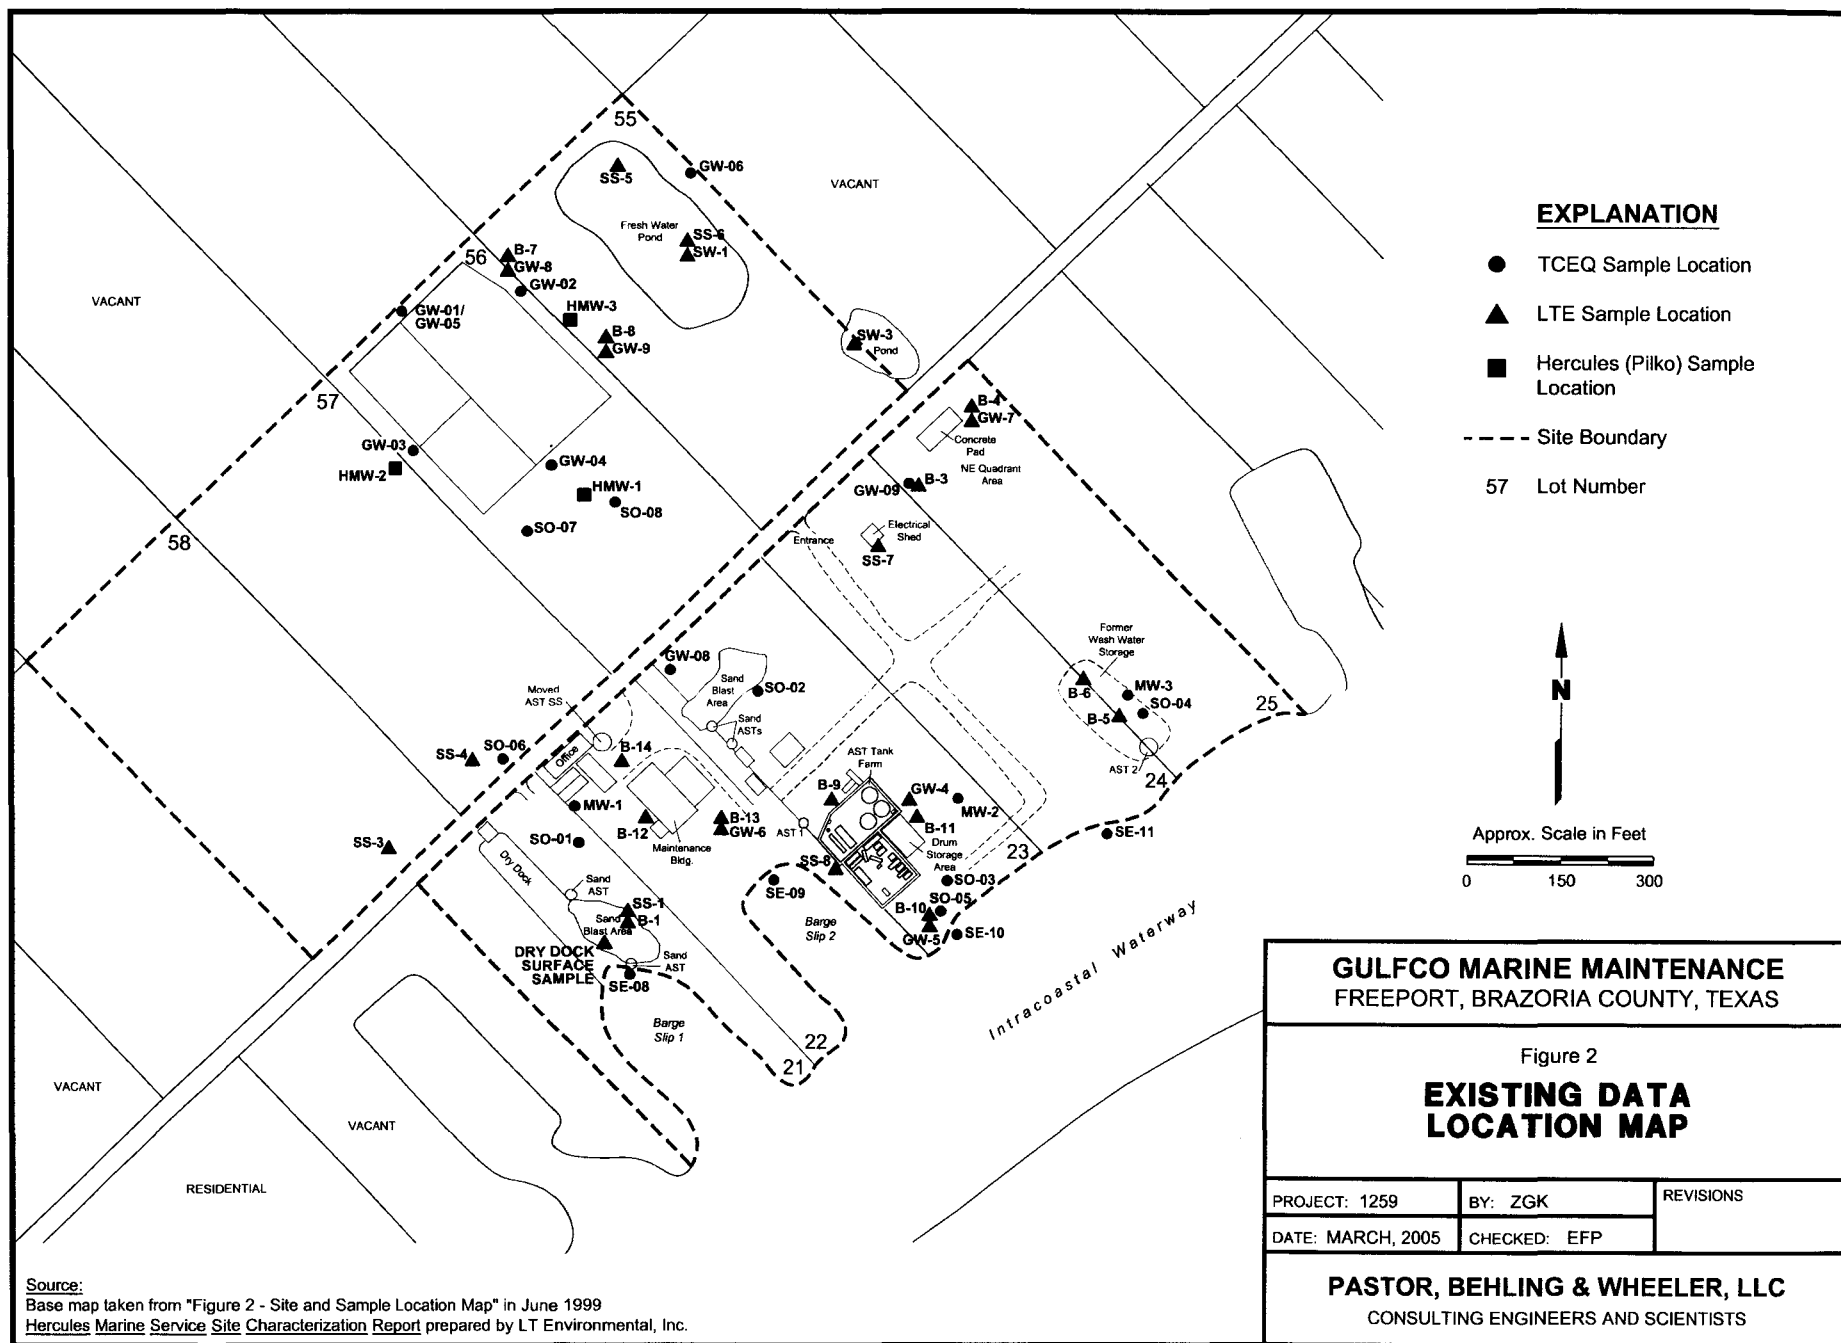 55
GW-06
SS-5
VACANT
Fresh Water
Pond
SS-6
SW-1
B-7
GW-8
56
GW-02
HMW-3
VACANT
GW-01/
GW-05
B-8
GW-9
SW-3
Pond
57
B-4
GW-7
Concrete
Pad
NE Quadrant
Area
GW-03
HMW-2
GW-04
HMW-1
SO-08
SO-07
GW-09
B-3
58
Entrance
Electrical
Shed
SS-7
Former
Wash Water
Storage
GW-08
Sand
Blast
Area
SO-02
Moved
AST SS
Sand
ASTs
B-6
MW-3
SO-04
B-5
25
AST 2
24
SS-4
SO-06
Office
B-14
AST Tank
Farm
MW-1
B-9
GW-4
MW-2
B-12
B-13
GW-6
AST 1
B-11
Drum
Storage
Area
SE-11
SO-01
Maintenance
Bldg.
23
SS-3
Dry Dock
SS-8
SE-09
SO-03
Sand
AST
SS-1
B-1
Sand
Blast Area
Barge
Slip 2
B-10
SO-05
GW-5
SE-10
DRY DOCK
SURFACE
SAMPLE
Sand
AST
SE-08
Barge
Slip 1
22
21
Intracoastal Waterway
VACANT
VACANT
RESIDENTIAL
EXPLANATION
TCEQ Sample Location
LTE Sample Location
Hercules (Pilko) Sample
Location
Site Boundary
57 Lot Number
N
Approx. Scale in Feet
0 150 300
GULFCO MARINE MAINTENANCE
FREEPORT, BRAZORIA COUNTY, TEXAS
Figure 2
EXISTING DATA
LOCATION MAP
PROJECT: 1259
BY: ZGK
REVISIONS
DATE: MARCH, 2005
CHECKED: EFP
PASTOR, BEHLING & WHEELER, LLC
CONSULTING ENGINEERS AND SCIENTISTS
Source:
Base map taken from "Figure 2 - Site and Sample Location Map" in June 1999
Hercules Marine Service Site Characterization Report prepared by LT Environmental, Inc.